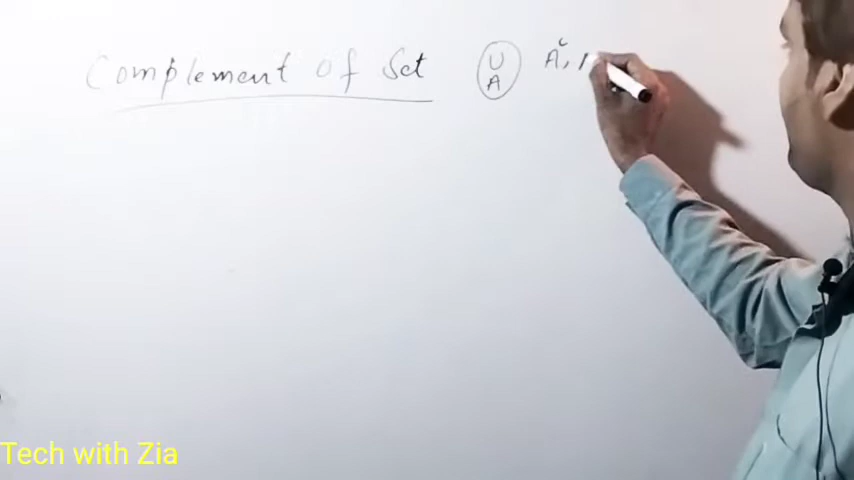 Complement of Set U A^c,
A
Tech with Zia